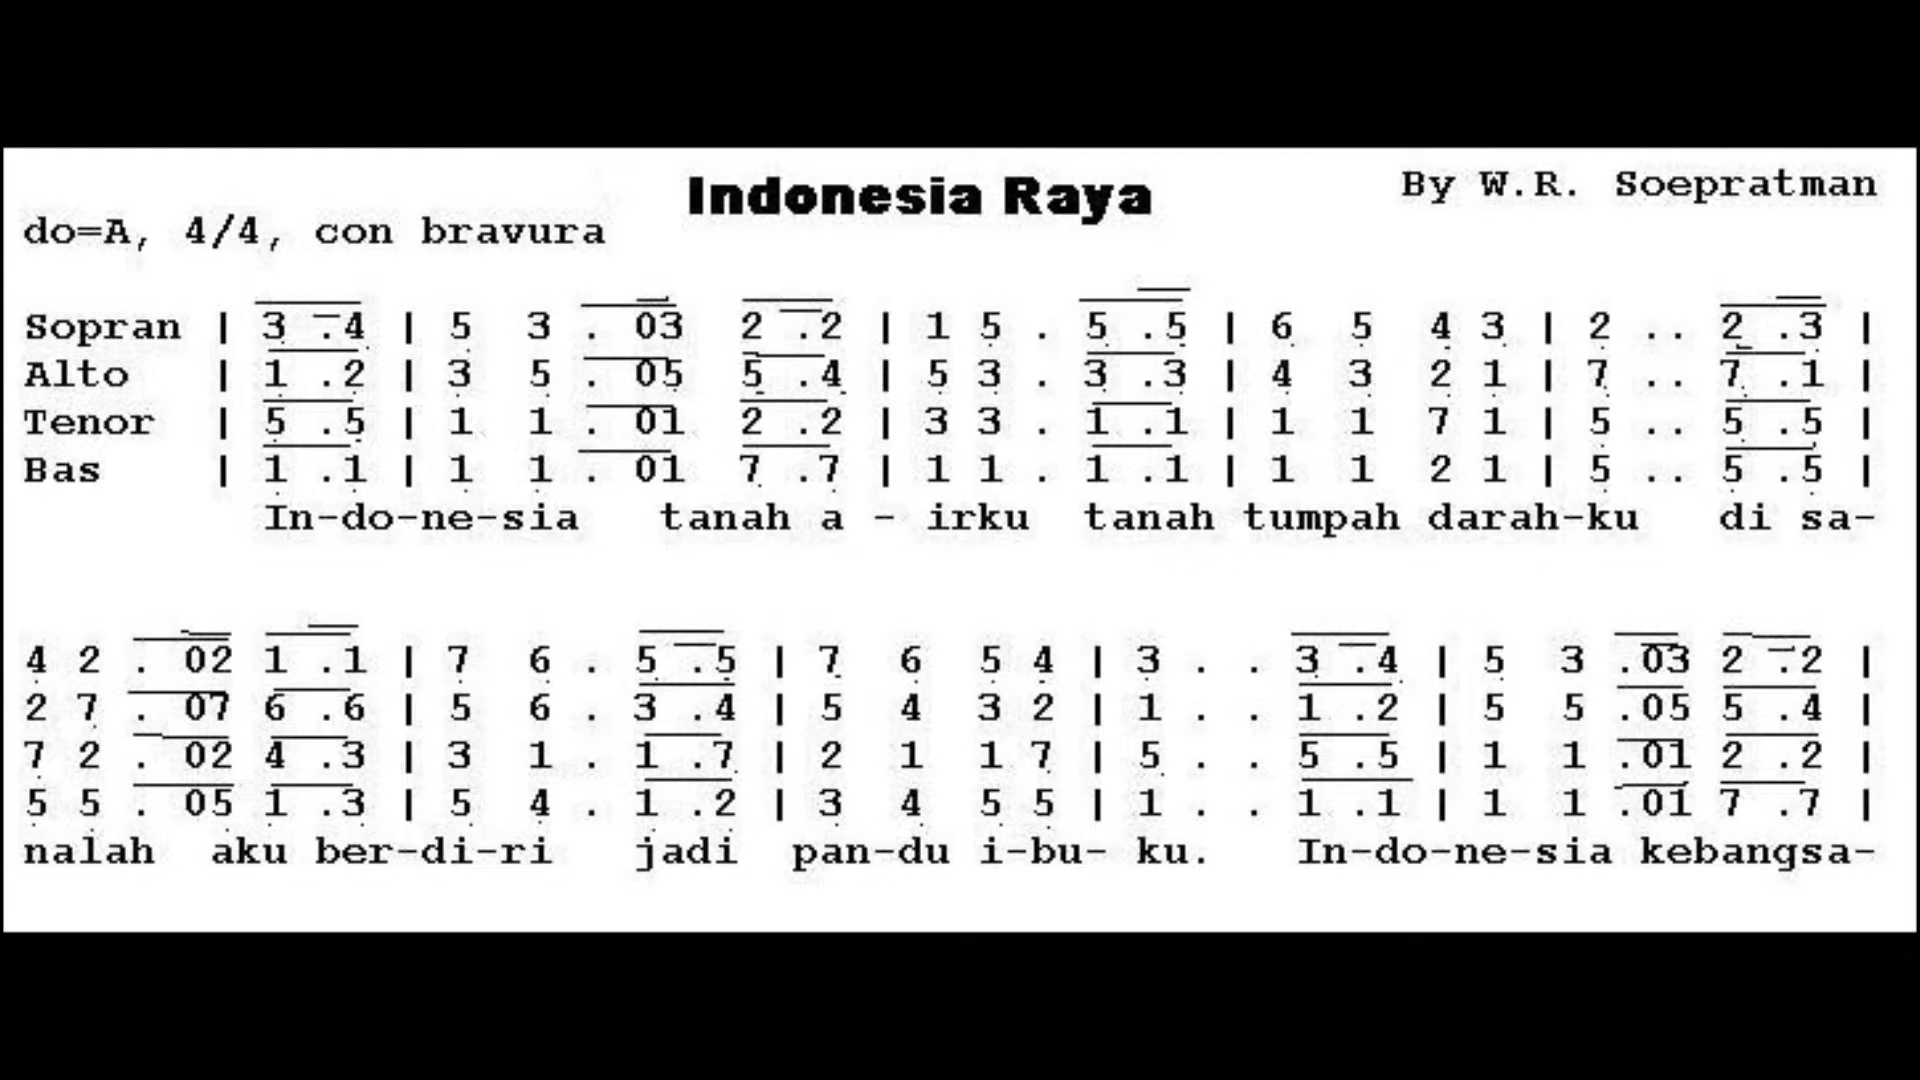 Indonesia Raya
By W.R. Soepratman
do=A, 4/4, con bravura
Sopran | 3 .4 | 5 3 . 03 2 .2 | 1 5 . 5 .5 | 6 5 4 3 | 2 . . 2 .3 |
Alto | 1 .2 | 3 5 . 05 5 .4 | 5 3 . 3 .3 | 4 3 2 1 | 7 . . 7 .1 |
Tenor | 5 .5 | 1 1 . 01 2 .2 | 3 3 . 1 .1 | 1 1 7 1 | 5 . . 5 .5 |
Bas | 1 .1 | 1 1 . 01 7 .7 | 1 1 . 1 .1 | 1 1 2 1 | 5 . . 5 .5 |
In-do-ne-sia tanah a - irku tanah tumpah darah-ku di sa-
4 2 . 02 1 .1 | 7 6 . 5 .5 | 7 6 5 4 | 3 . . 3 .4 | 5 3 .03 2 .2 |
2 7 . 07 6 .6 | 5 6 . 3 .4 | 5 4 3 2 | 1 . . 1 .2 | 5 5 .05 5 .4 |
7 2 . 02 4 .3 | 3 1 . 1 .7 | 2 1 1 7 | 5 . . 5 .5 | 1 1 .01 2 .2 |
5 5 . 05 1 .3 | 5 4 . 1 .2 | 3 4 5 5 | 1 . . 1 .1 | 1 1 .01 7 .7 |
nalah aku ber-di-ri jadi pan-du i-bu- ku. In-do-ne-sia kebangsa-